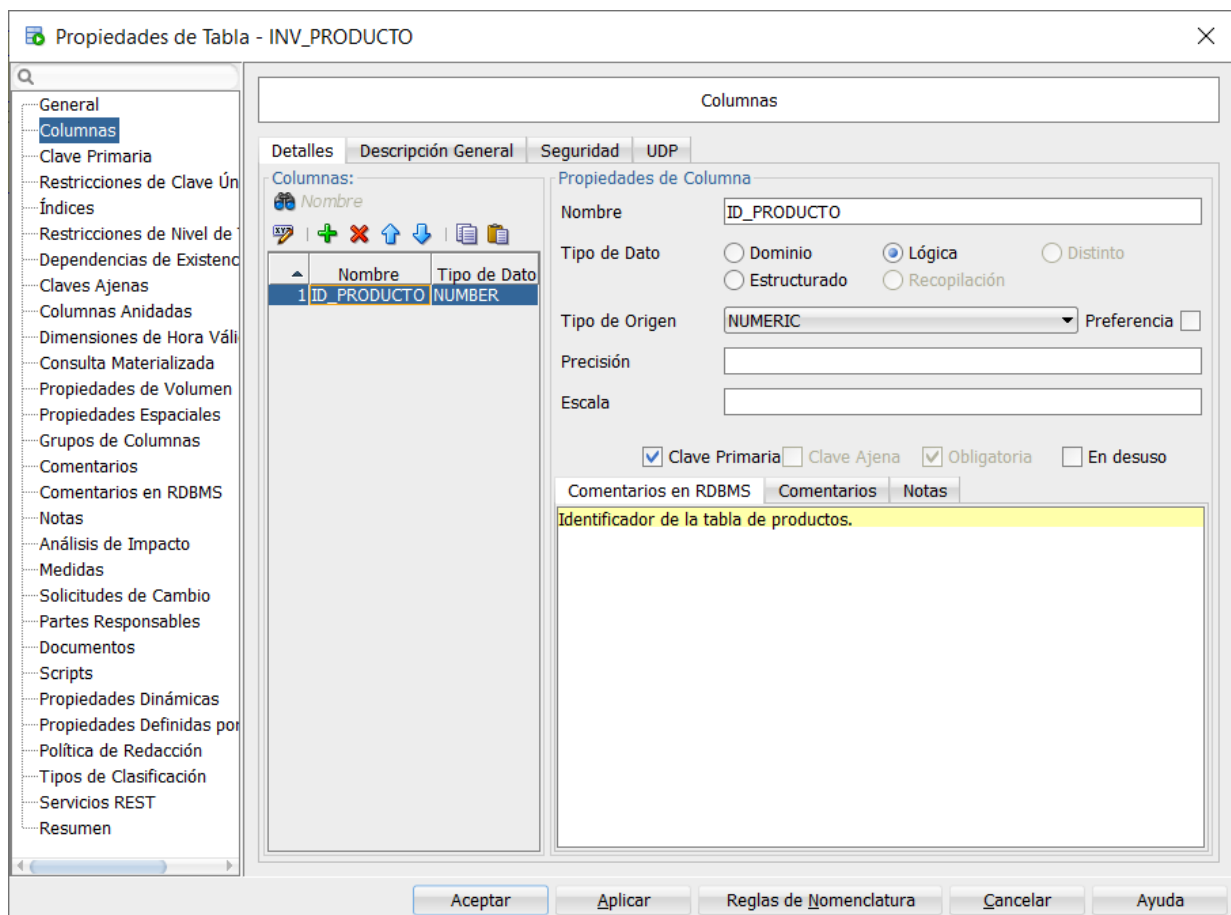 Propiedades de Tabla - INV_PRODUCTO
General
Columnas
Clave Primaria
Restricciones de Clave Ún
Índices
Restricciones de Nivel de
Dependencias de Existenc
Claves Ajenas
Columnas Anidadas
Dimensiones de Hora Váli
Consulta Materializada
Propiedades de Volumen
Propiedades Espaciales
Grupos de Columnas
Comentarios
Comentarios en RDBMS
Notas
Análisis de Impacto
Medidas
Solicitudes de Cambio
Partes Responsables
Documentos
Scripts
Propiedades Dinámicas
Propiedades Definidas por
Política de Redacción
Tipos de Clasificación
Servicios REST
Resumen
Columnas
Detalles Descripción General Seguridad UDP
Columnas:
Nombre
Nombre Tipo de Dato
1 ID_PRODUCTO NUMBER
Propiedades de Columna
Nombre ID_PRODUCTO
Tipo de Dato Dominio Lógica Distinto
Estructurado Recopilación
Tipo de Origen NUMERIC Preferencia
Precisión
Escala
Clave Primaria Clave Ajena Obligatoria En desuso
Comentarios en RDBMS Comentarios Notas
Identificador de la tabla de productos.
Aceptar Aplicar Reglas de Nomenclatura Cancelar Ayuda